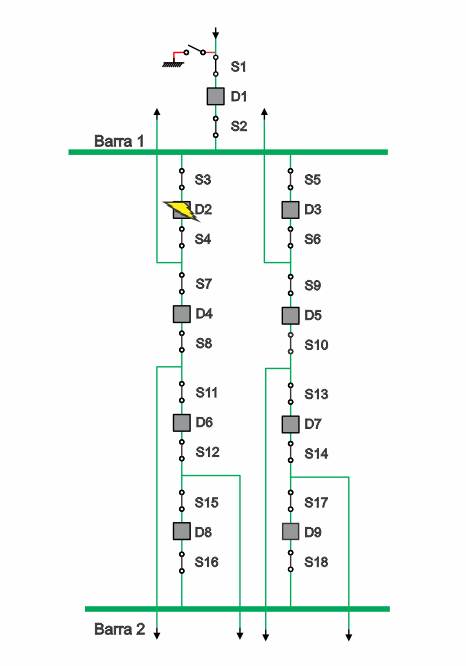 S1
D1
S2
Barra 1
S3 S5
D2 D3
S4 S6
S7 S9
D4 D5
S8 S10
S11 S13
D6 D7
S12 S14
S15 S17
D8 D9
S16 S18
Barra 2